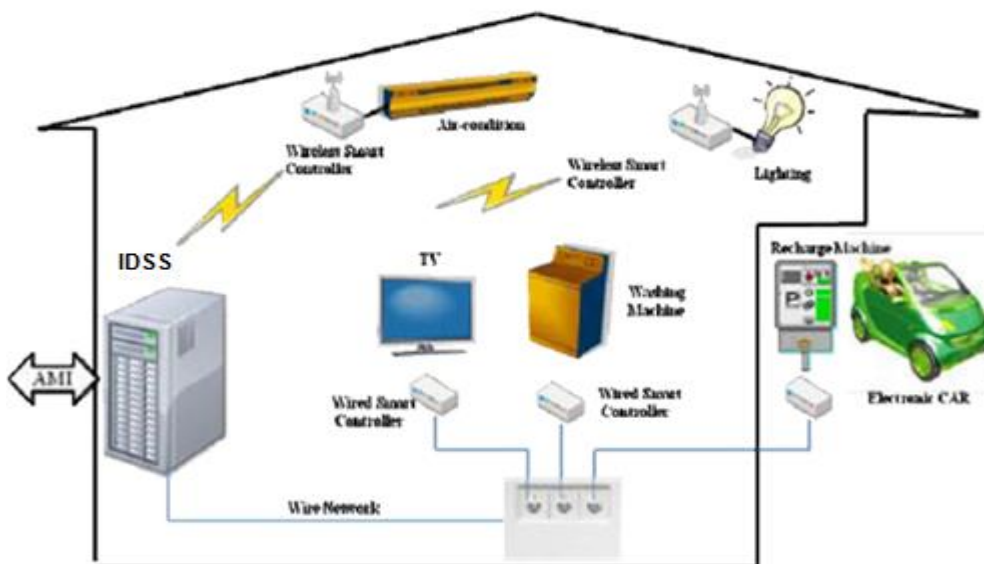 Air-condition
Wireless Smart
Controller
Wireless Smart
Controller
Lighting
IDSS
TV
Washing
Machine
Recharge Machine
P
AMI
Wired Smart
Controller
Wired Smart
Controller
Electronic CAR
Wire Network